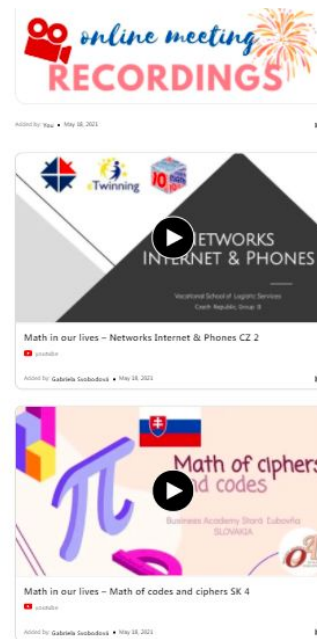 online meeting
RECORDINGS
Added by: You • May 18, 2021
eTwinning
NETWORKS
INTERNET & PHONES
Vocational School of Logistic Services
Czech Republic, Group B
Math in our lives – Networks Internet & Phones CZ 2
youtube
Added by: Gabriela Svobodová • May 18, 2021
Math of ciphers
and codes
Business Academy Stará Ľubovňa
SLOVAKIA
Math in our lives – Math of codes and ciphers SK 4
youtube
Added by: Gabriela Svobodová • May 18, 2021